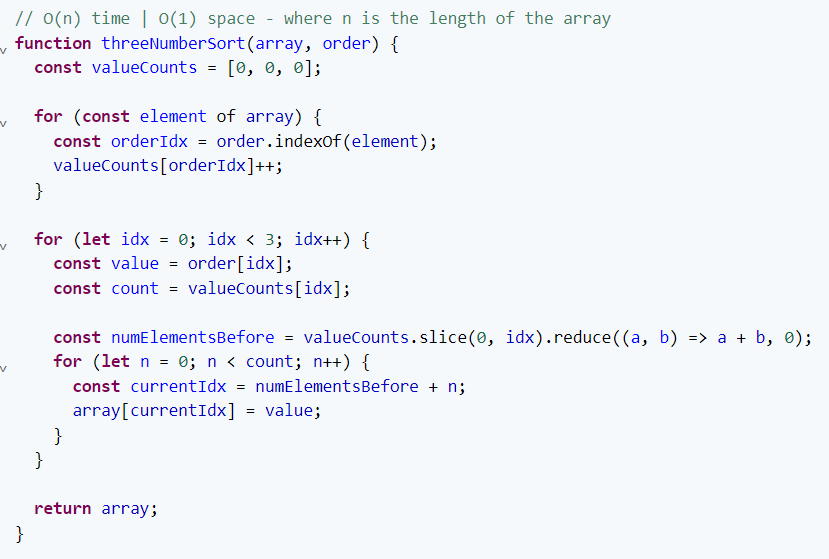 // O(n) time | O(1) space - where n is the length of the array
function threeNumberSort(array, order) {
  const valueCounts = [0, 0, 0];

  for (const element of array) {
    const orderIdx = order.indexOf(element);
    valueCounts[orderIdx]++;
  }

  for (let idx = 0; idx < 3; idx++) {
    const value = order[idx];
    const count = valueCounts[idx];

    const numElementsBefore = valueCounts.slice(0, idx).reduce((a, b) => a + b, 0);
    for (let n = 0; n < count; n++) {
      const currentIdx = numElementsBefore + n;
      array[currentIdx] = value;
    }
  }

  return array;
}